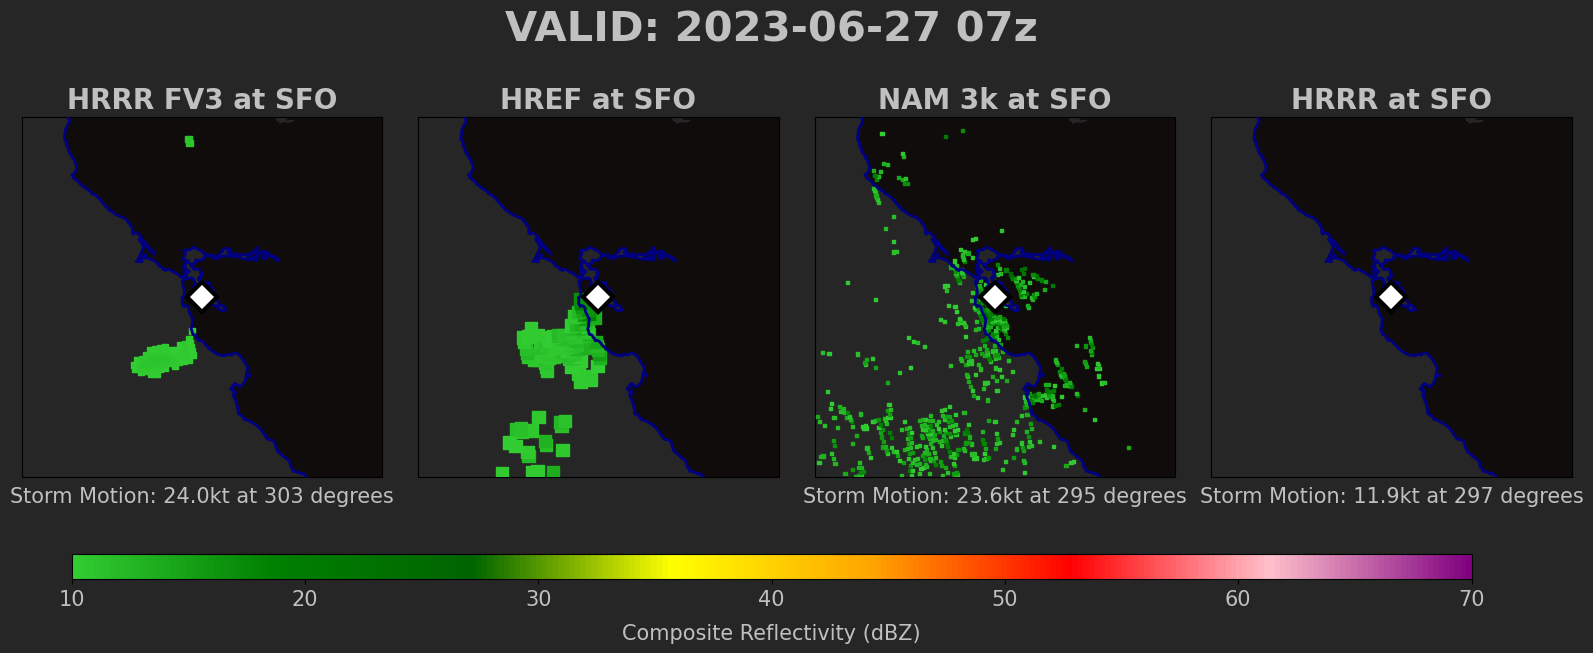 VALID: 2023-06-27 07z
HRRR FV3 at SFO
HREF at SFO
NAM 3k at SFO
HRRR at SFO
Storm Motion: 24.0kt at 303 degrees
Storm Motion: 23.6kt at 295 degrees
Storm Motion: 11.9kt at 297 degrees
10 20 30 40 50 60 70
Composite Reflectivity (dBZ)